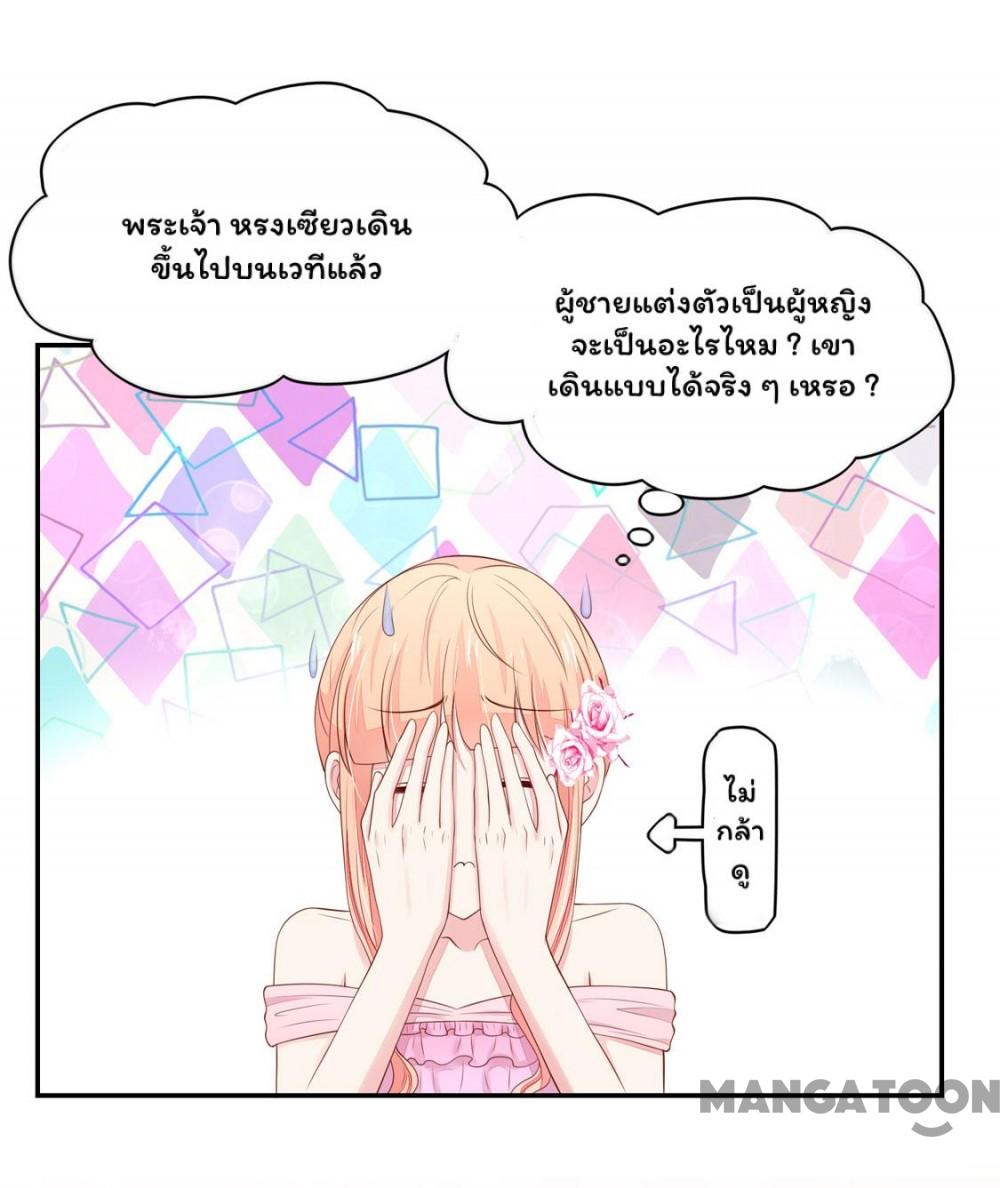 พระเจ้า หรงเซียวเดิน
ขึ้นไปบนเวทีแล้ว
ผู้ชายแต่งตัวเป็นผู้หญิง
จะเป็นอะไรไหม ? เขา
เดินแบบได้จริง ๆ เหรอ ?
ไม่
กล้า
ดู
MANGATOON